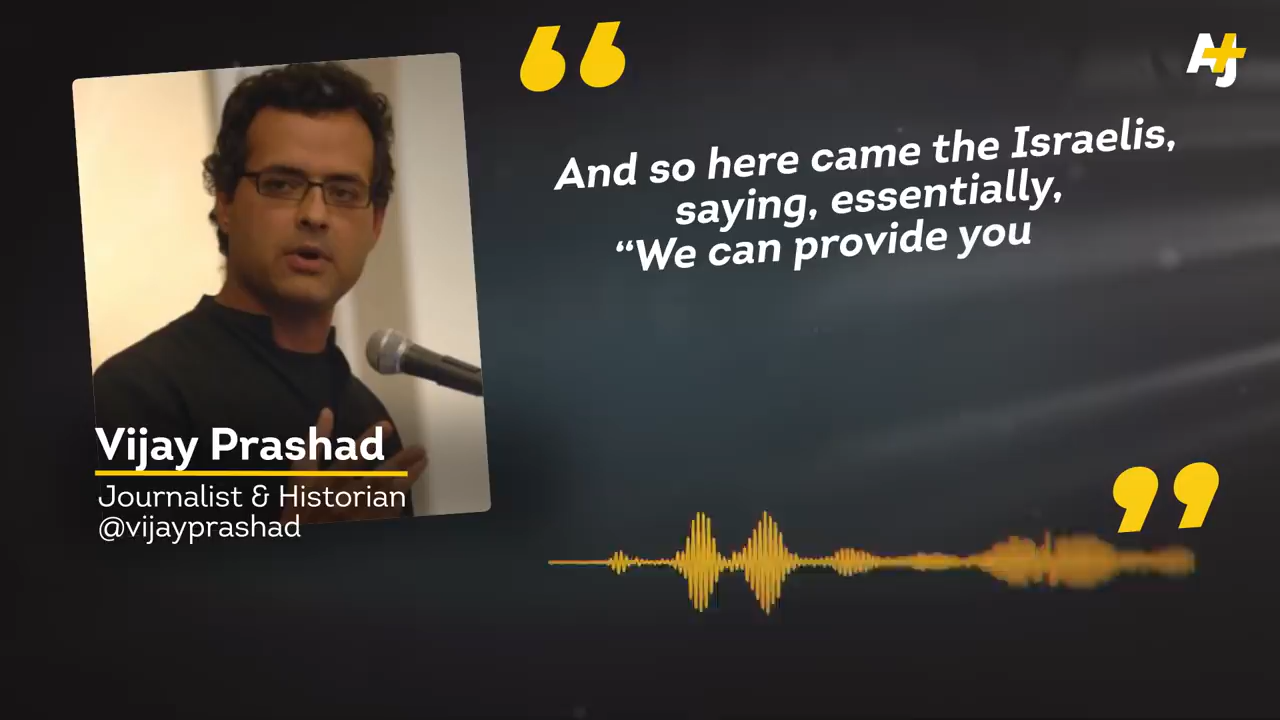 “
AJ+
And so here came the Israelis,
saying, essentially,
“We can provide you
”
Vijay Prashad
Journalist & Historian
@vijayprashad